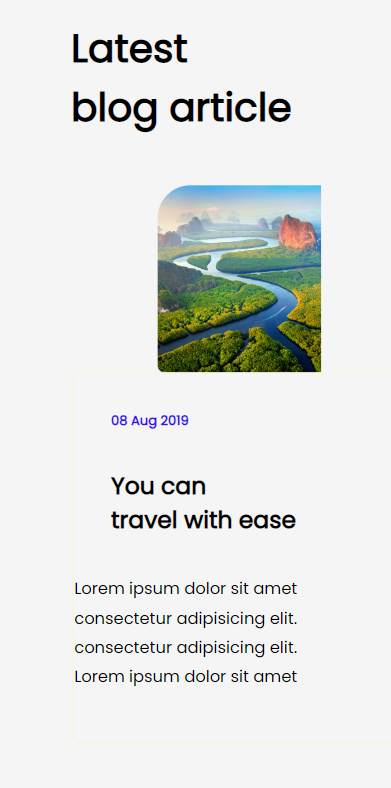 Latest
blog article
08 Aug 2019
You can
travel with ease
Lorem ipsum dolor sit amet
consectetur adipisicing elit.
consectetur adipisicing elit.
Lorem ipsum dolor sit amet